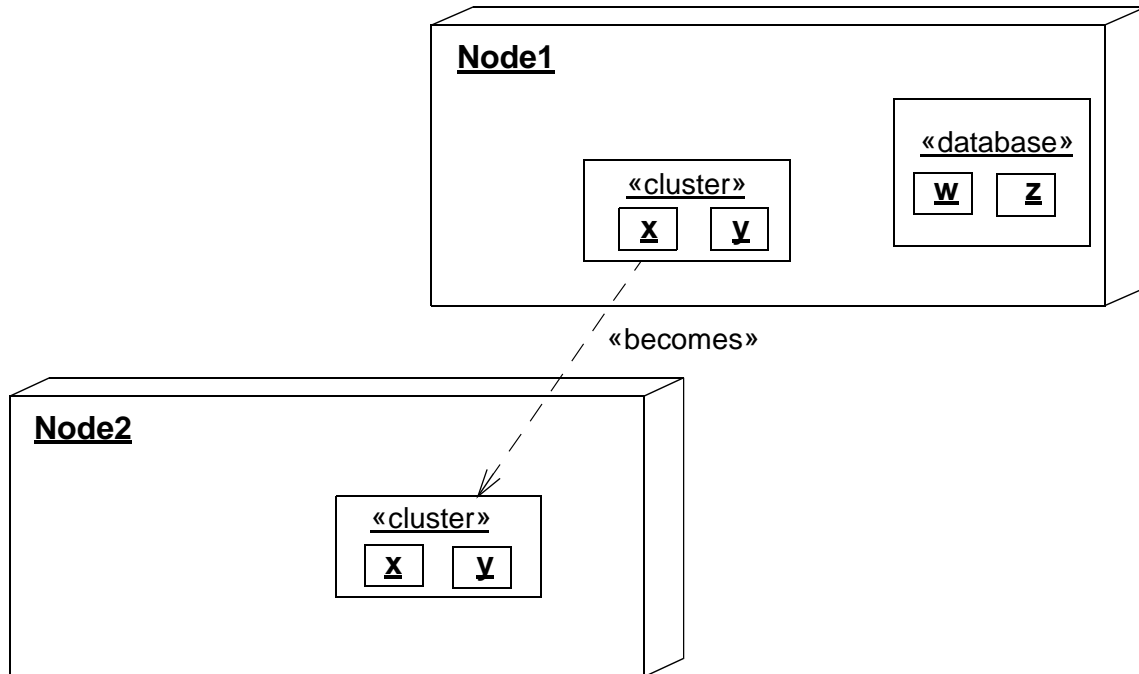 Node1
«database»
w z
«cluster»
x y
«becomes»
Node2
«cluster»
x y